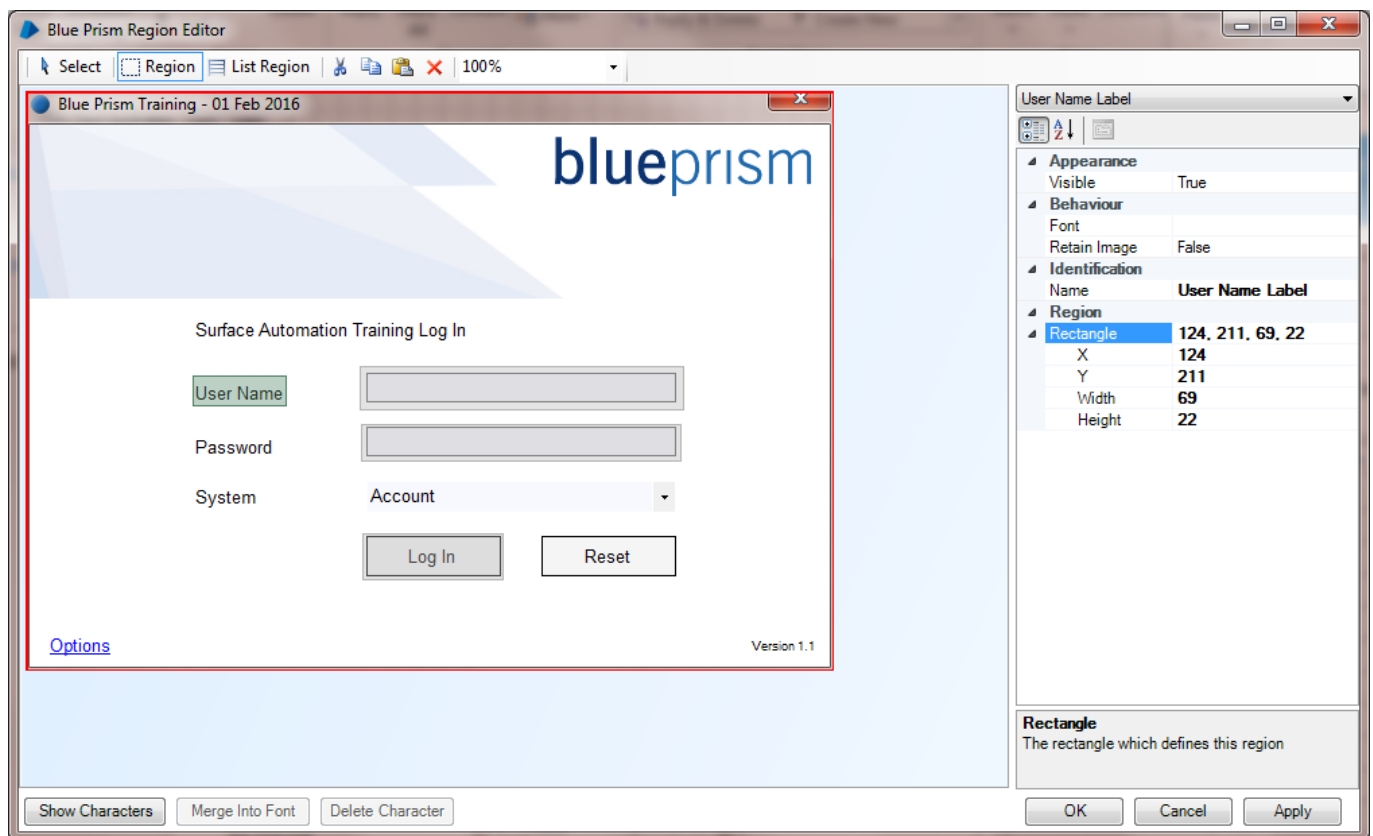 Blue Prism Region Editor
Select Region List Region 100%
Blue Prism Training - 01 Feb 2016
blueprism
Surface Automation Training Log In
User Name
Password
System Account
Log In Reset
Options Version 1.1
User Name Label
Appearance
Visible True
Behaviour
Font
Retain Image False
Identification
Name User Name Label
Region
Rectangle 124, 211, 69, 22
X 124
Y 211
Width 69
Height 22
Rectangle
The rectangle which defines this region
Show Characters Merge Into Font Delete Character OK Cancel Apply